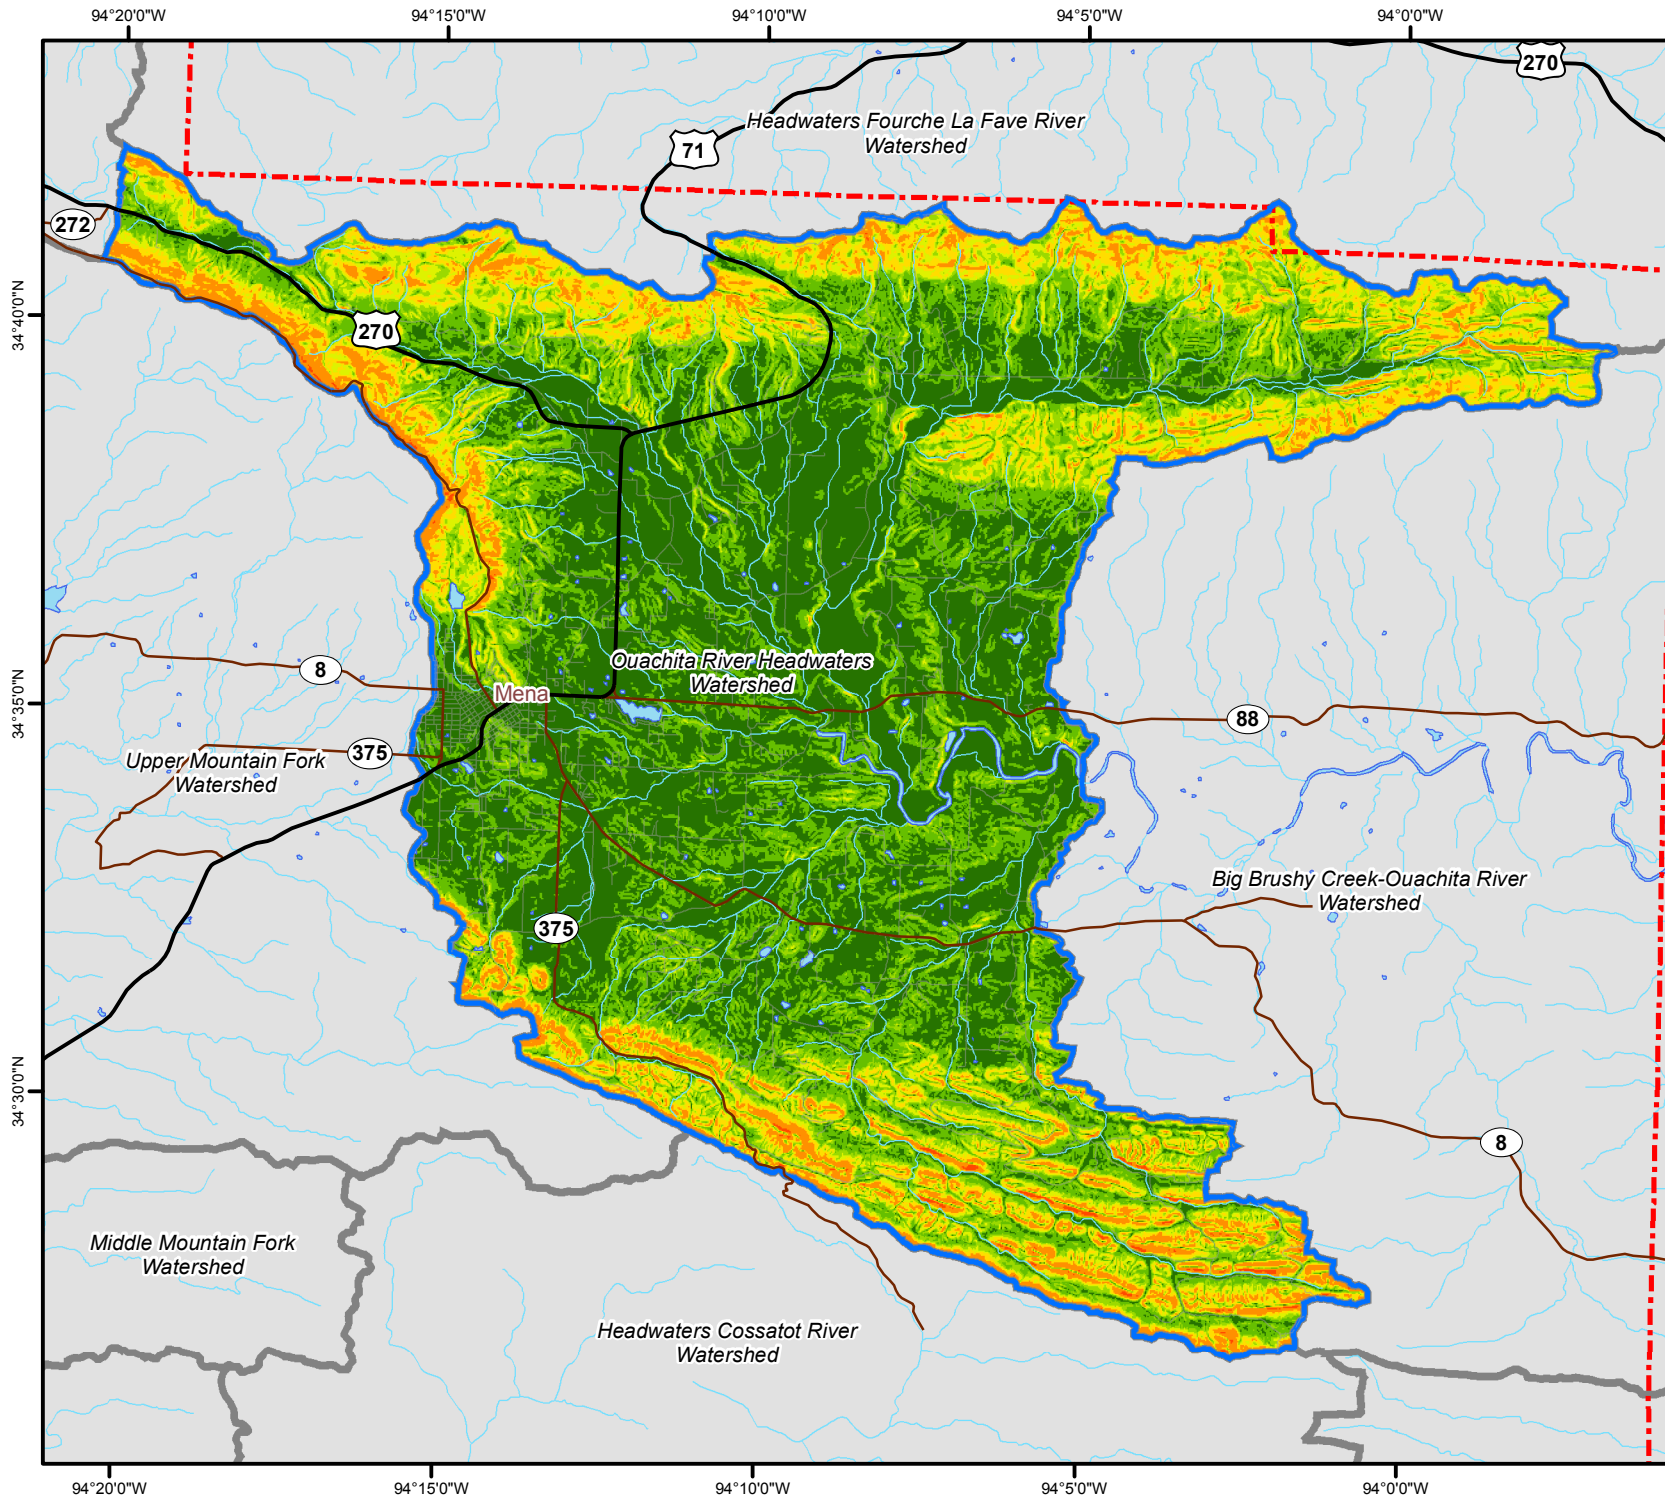 94°20'0"W
94°15'0"W
94°10'0"W
94°5'0"W
94°0'0"W
270
Headwaters Fourche La Fave River
Watershed
71
272
34°40'0"N
270
Ouachita River Headwaters
Watershed
8
Mena
34°35'0"N
88
375
Upper Mountain Fork
Watershed
Big Brushy Creek-Ouachita River
Watershed
375
34°30'0"N
8
Middle Mountain Fork
Watershed
Headwaters Cossatot River
Watershed
94°20'0"W
94°15'0"W
94°10'0"W
94°5'0"W
94°0'0"W